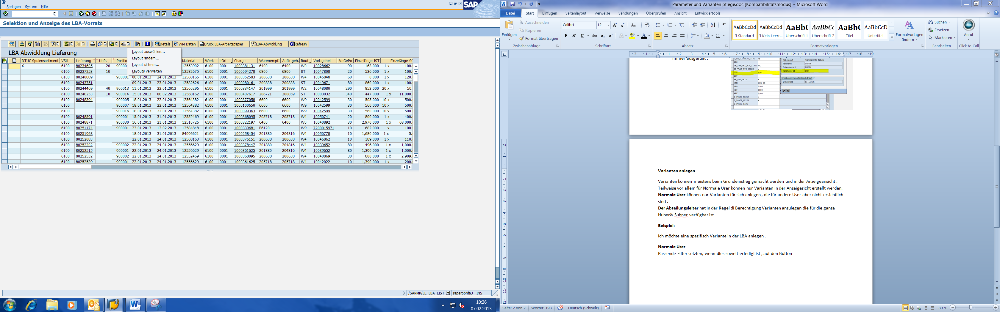 Springen System Hilfe
SAP
Selektion und Anzeige des LBA-Vorrats
Details WM Daten Druck LBA-Arbeitspapier LBA-Abwicklung Refresh
LBA Abwicklung Lieferung
Layout auswählen...
Layout ändern...
Layout sichern...
Layouts verwalten
DTUC Spulensortiment VStl Lieferung ÜbP... Position Material Werk LOrt Charge Warenempf. Auftr.geb. Rout Vorlagebel VoGePo Einzellänge IST Einzellänge SO
X 6100 80234605 20 90000 12553902 6100 0001 1000381131 6400 6400 W0 10028662 90 163.000 1 x 100.
6100 80237253 10 12582675 6100 0001 1000094278 6800 6800 ST 10047808 20 536.000 1 x 100.
6100 80240889 900001 08.01.2013 24.01.2013 12568165 6100 0001 1000352583 200638 200638 W4 10045848 60 0.000 1 x 120.
6100 80243751 09.01.2013 23.01.2013 12582626 6100 0001 1000080161 200838 200838 ST 10049671 80 860.000 1 x 100.
6100 80244469 40 900013 11.01.2013 22.01.2013 12560296 6100 0001 1000334147 201999 201999 W2 10048080 290 853.000 20 x 50.
6100 80248253 10 900014 15.01.2013 08.02.2013 12568162 6100 0001 1000407617 206721 200859 ST 10003032 340 447.000 1 x 11,000.
6100 80248394 900005 18.01.2013 22.01.2013 12564382 6100 0001 1000377058 6600 6600 W9 10042599 30 505.000 10 x 500.
6100 900007 18.01.2013 22.01.2013 12564382 6100 0001 1000100650 6600 6600 W9 10042599 30 560.000 10 x 500.
6100 900016 18.01.2013 22.01.2013 12564382 6100 0001 1000099363 6600 6600 W9 10042599 30 560.000 10 x 500.
6100 80248591 900001 15.01.2013 31.01.2013 12552469 6100 0001 1000368095 205718 205718 W4 10050741 20 800.000 1 x 400.
6100 80248871 900030 16.01.2013 21.01.2013 12510726 6100 0001 1000322197 6400 6400 W0 10040892 30 2,970.000 1 x 68,000.
6100 80251174 900001 23.01.2013 12.02.2013 12584848 6100 0001 1000339681 P6120 W9 7200015971 10 682.000 x 100.
6100 80251968 18.01.2013 31.01.2013 84096621 6100 0001 1000258454 201880 204816 W4 10050778 10 1,680.000 1 x 5.
6100 80252083 22.01.2013 24.01.2013 12568163 6100 0001 1000376151 200638 200638 W4 10046862 10 189.000 1 x 110.
6100 80252202 900002 22.01.2013 24.01.2013 12556629 6100 0001 1000378447 201880 204816 W4 10039652 80 496.000 1 x 1,000.
6100 80252515 900001 22.01.2013 24.01.2013 12556629 6100 0001 1000361625 201880 204816 W4 10039652 80 1,390.000 1 x 1,000.
6100 80252532 900002 22.01.2013 24.01.2013 12552469 6100 0001 1000368095 200638 200638 W4 10040869 30 800.000 1 x 2,909.
6100 80252539 900001 22.01.2013 24.01.2013 12556629 6100 0001 1000361625 205718 205718 W4 10042022 10 1,390.000 1 x 200.
/SAPMP/LE_LBA_LIST saperpprda3 INS
10:26
07.02.2013
Parameter und Varianten pflege.doc [Kompatibilitätsmodus] - Microsoft Word
Datei Start Einfügen Seitenlayout Verweise Sendungen Überprüfen Ansicht Entwicklertools
Einfügen
Ausschneiden
Kopieren
Format übertragen
Zwischenablage
Calibri 12
Schriftart
Absatz
AaBbCcDd AaBbCcDd AaBb( AaBbCc AaBb( AaBbCcD
¶ Standard ¶ Kein Leerr... Überschrift 1 Überschrift 2 Titel Untertitel
Formatvorlagen ändern
Formatvorlagen
Suchen
Ersetzen
Markieren
Bearbeiten
Anruf
Click to Call
immer ausgeführt .
LAG
LE_SHP_DEL_MON_LISTT HC
LE_VL10_UPG_NOMSG x
LGN 610
LGT
ME_USE_GRID x
VAM ZHS_SD
VKO 6100
VST 6100
WRK 6100
Z_POATP_ME21N x
Z_POATP_ME22N x
Z_POATP_SLOC
Tabellenart Transparente Tabelle
Feldname LGNUM
Datenelement LGNUM
Parameter-Id LGN
Feldbezeichnung für Batch-Input
Dynprofeld S1_LGNUM
Varianten anlegen
Varianten können meistens beim Grundeinstieg gemacht werden und in der Anzeigeansicht .
Teilweise vor allem für Normale User können nur Varianten in der Anzeigesicht erstellt werden.
Normale User können nur Varianten für sich anlegen , die für andere User aber nicht ersichtlich
sind .
Der Abteilungsleiter hat in der Regel di Berechtigung Varianten anzulegen die für die ganze
Huber& Suhner verfügbar ist.
Beispiel:
Ich möchte eine spezifisch Variante in der LBA anlegen .
Normale User
Passende Filter setzten, wenn dies soweit erledigt ist , auf den Button
Seite: 2 von 2 Wörter: 193 Deutsch (Schweiz) 80 %